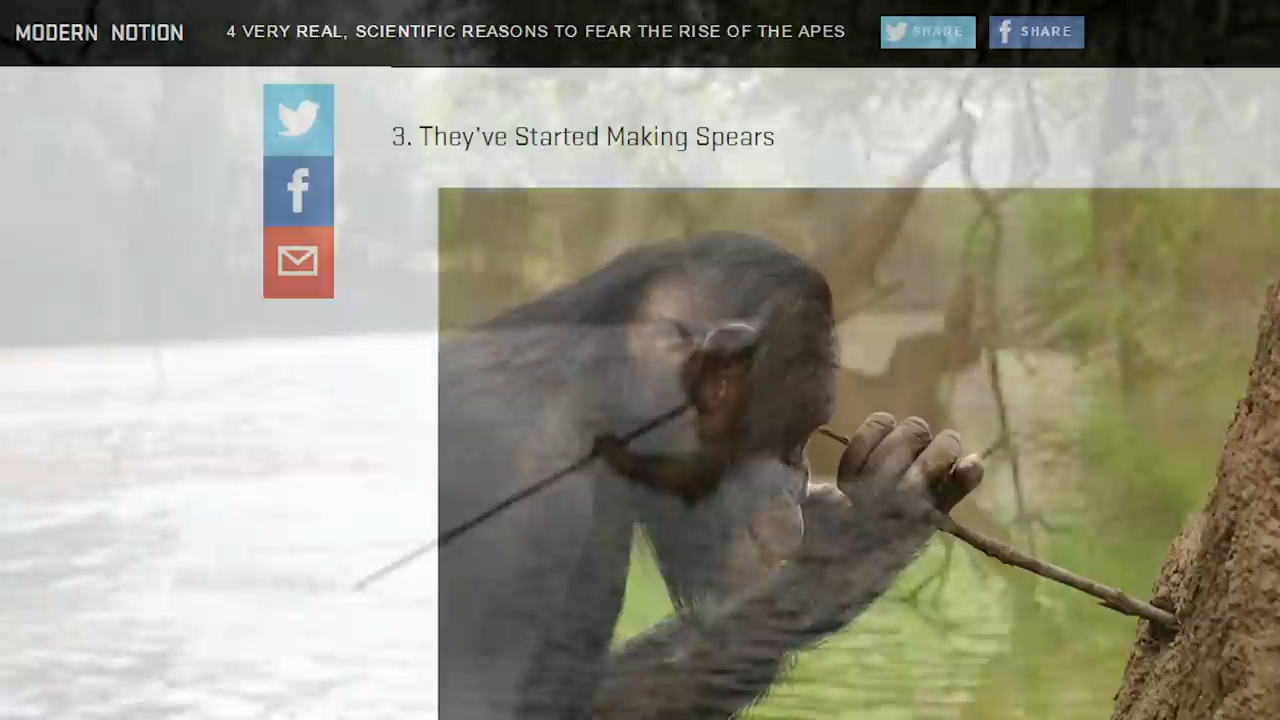 MODERN NOTION 4 VERY REAL, SCIENTIFIC REASONS TO FEAR THE RISE OF THE APES SHARE SHARE
3. They've Started Making Spears